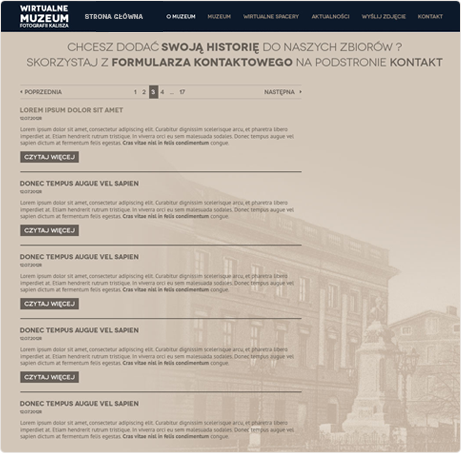 WIRTUALNE
MUZEUM
FOTOGRAFII KALISZA
STRONA GŁÓWNA
O MUZEUM
MUZEUM
WIRTUALNE SPACERY
AKTUALNOŚCI
WYŚLIJ ZDJĘCIE
KONTAKT
CHCESZ DODAĆ SWOJĄ HISTORIĘ DO NASZYCH ZBIORÓW ?
SKORZYSTAJ Z FORMULARZA KONTAKTOWEGO NA PODSTRONIE KONTAKT
POPRZEDNIA 1 2 3 4 ... 17 NASTĘPNA
LOREM IPSUM DOLOR SIT AMET
Lorem ipsum dolor sit amet, consectetur adipiscing elit. Curabitur dignissim scelerisque arcu, et pharetra libero
imperdiet at. Etiam hendrerit rutrum tristique. In viverra orci eu sem malesuada sodales. Donec tempus augue vel
sapien dictum at fermentum felis egestas. Cras vitae nisl in felis condimentum congue.
CZYTAJ WIĘCEJ
DONEC TEMPUS AUGUE VEL SAPIEN
Lorem ipsum dolor sit amet, consectetur adipiscing elit. Curabitur dignissim scelerisque arcu, et pharetra libero
imperdiet at. Etiam hendrerit rutrum tristique. In viverra orci eu sem malesuada sodales. Donec tempus augue vel
sapien dictum at fermentum felis egestas. Cras vitae nisl in felis condimentum congue.
CZYTAJ WIĘCEJ
DONEC TEMPUS AUGUE VEL SAPIEN
Lorem ipsum dolor sit amet, consectetur adipiscing elit. Curabitur dignissim scelerisque arcu, et pharetra libero
imperdiet at. Etiam hendrerit rutrum tristique. In viverra orci eu sem malesuada sodales. Donec tempus augue vel
sapien dictum at fermentum felis egestas. Cras vitae nisl in felis condimentum congue.
CZYTAJ WIĘCEJ
DONEC TEMPUS AUGUE VEL SAPIEN
Lorem ipsum dolor sit amet, consectetur adipiscing elit. Curabitur dignissim scelerisque arcu, et pharetra libero
imperdiet at. Etiam hendrerit rutrum tristique. In viverra orci eu sem malesuada sodales. Donec tempus augue vel
sapien dictum at fermentum felis egestas. Cras vitae nisl in felis condimentum congue.
CZYTAJ WIĘCEJ
DONEC TEMPUS AUGUE VEL SAPIEN
Lorem ipsum dolor sit amet, consectetur adipiscing elit. Curabitur dignissim scelerisque arcu, et pharetra libero
imperdiet at. Etiam hendrerit rutrum tristique. In viverra orci eu sem malesuada sodales. Donec tempus augue vel
sapien dictum at fermentum felis egestas. Cras vitae nisl in felis condimentum congue.